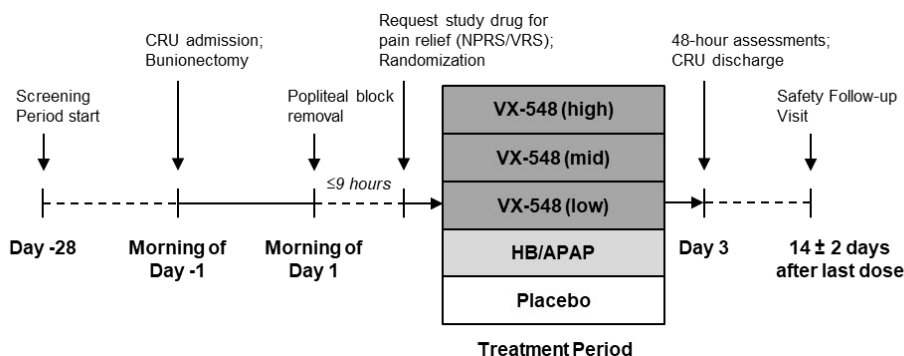 Screening
Period start
CRU admission;
Bunionectomy
Popliteal block
removal
Request study drug for
pain relief (NPRS/VRS);
Randomization
48-hour assessments;
CRU discharge
Safety Follow-up
Visit
≤9 hours
VX-548 (high)
VX-548 (mid)
VX-548 (low)
HB/APAP
Placebo
Day -28
Morning of
Day -1
Morning of
Day 1
Day 3
14 ± 2 days
after last dose
Treatment Period